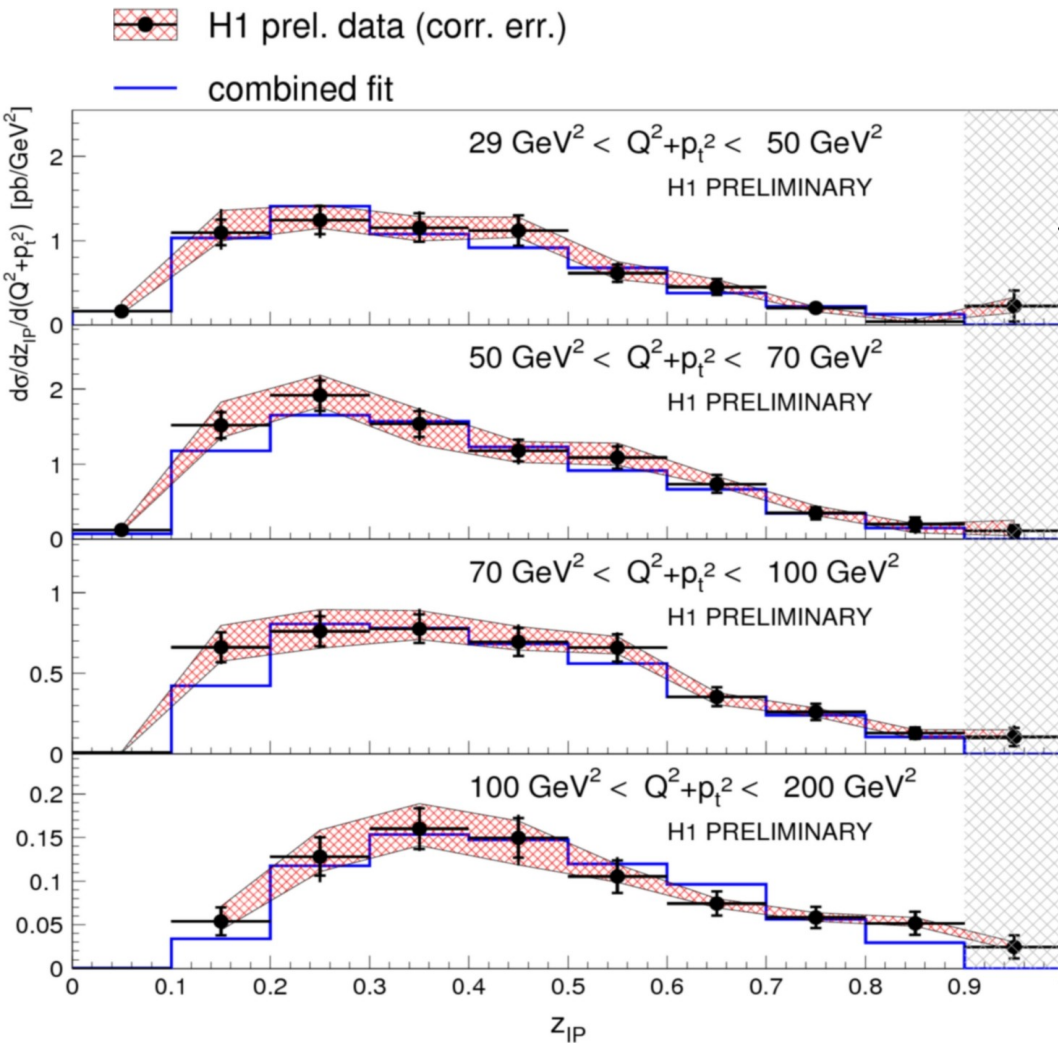 H1 prel. data (corr. err.)
combined fit
dσ/dz_IP/d(Q²+p_t²) [pb/GeV²]
29 GeV² < Q²+p_t² < 50 GeV²
H1 PRELIMINARY
2
1
0
50 GeV² < Q²+p_t² < 70 GeV²
H1 PRELIMINARY
2
1
0
70 GeV² < Q²+p_t² < 100 GeV²
H1 PRELIMINARY
1
0.5
0
100 GeV² < Q²+p_t² < 200 GeV²
H1 PRELIMINARY
0.2
0.15
0.1
0.05
0
0 0.1 0.2 0.3 0.4 0.5 0.6 0.7 0.8 0.9
z_IP